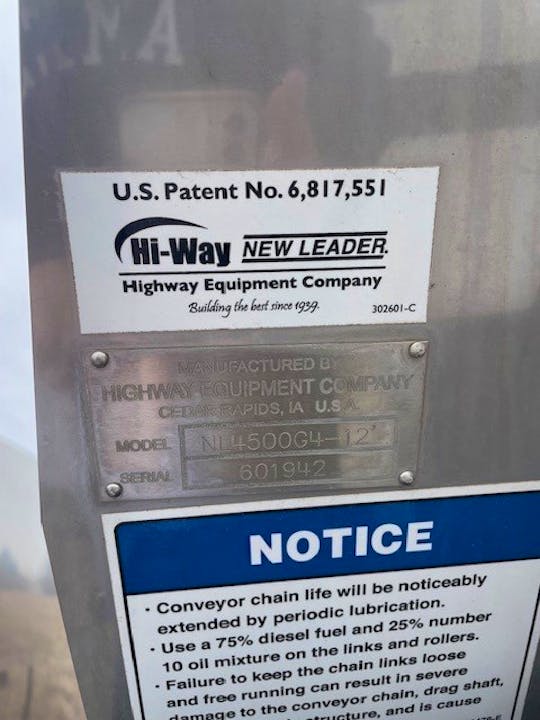 U.S. Patent No. 6,817,551
Hi-Way NEW LEADER.
Highway Equipment Company
Building the best since 1939.
302601-C
MANUFACTURED BY
HIGHWAY EQUIPMENT COMPANY
CEDAR RAPIDS, IA U.S.A.
MODEL NL4500G4-12'
SERIAL 601942
NOTICE
· Conveyor chain life will be noticeably
extended by periodic lubrication.
· Use a 75% diesel fuel and 25% number
10 oil mixture on the links and rollers.
· Failure to keep the chain links loose
and free running can result in severe
damage to the conveyor chain, drag shaft,
structure, and is cause